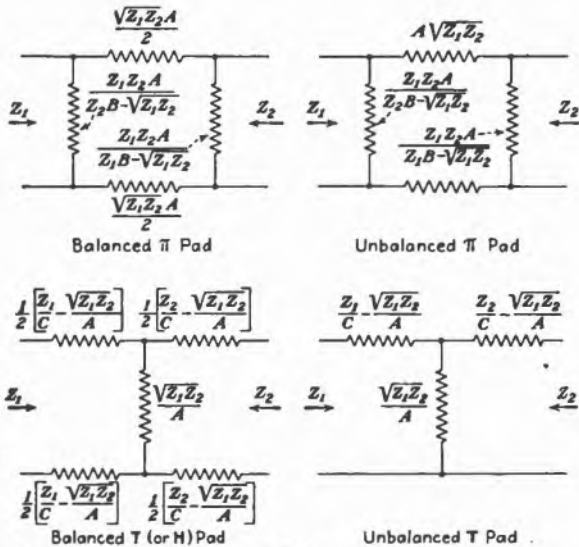 √Z₁Z₂ A / 2
A √Z₁Z₂
Z₁Z₂A / Z₂B-√Z₁Z₂
Z₁Z₂A / Z₂B-√Z₁Z₂
Z₁
Z₂
Z₁
Z₂
Z₁Z₂A / Z₁B-√Z₁Z₂
Z₁Z₂A / Z₁B-√Z₁Z₂
√Z₁Z₂ A / 2
Balanced π Pad
Unbalanced π Pad
1/2 [Z₁/C - √Z₁Z₂/A]
1/2 [Z₂/C - √Z₁Z₂/A]
Z₁/C - √Z₁Z₂/A
Z₂/C - √Z₁Z₂/A
Z₁
√Z₁Z₂/A
Z₂
Z₁
√Z₁Z₂/A
Z₂
1/2 [Z₁/C - √Z₁Z₂/A]
1/2 [Z₂/C - √Z₁Z₂/A]
Balanced T (or H) Pad
Unbalanced T Pad